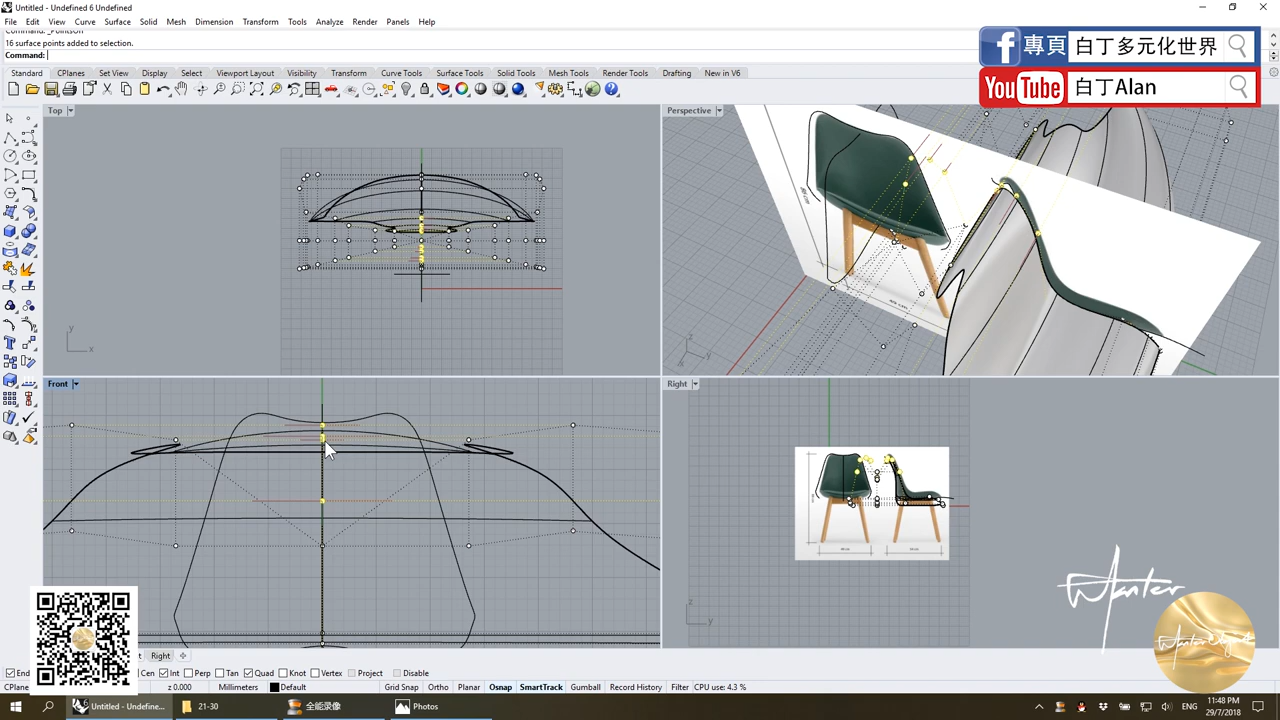 Untitled - Undefined 6 Undefined
File Edit View Curve Surface Solid Mesh Dimension Transform Tools Analyze Render Panels Help
Command: _PointsOn
16 surface points added to selection.
Command:
專頁 白丁多元化世界
YouTube 白丁Alan
Standard CPlanes Set View Display Select Viewport Layout Visibility Transform Curve Tools Surface Tools Solid Tools Mesh Tools Render Tools Drafting New in V6
Top
Perspective
y
x
z
y
x
Front
Right
z
y
Wanter
Right
End Cen Int Perp Tan Quad Knot Vertex Project Disable
CPlane z 0.000 Millimeters Default Grid Snap Ortho Planar Osnap SmartTrack Gumball Record History Filter CPU use: 4.3 %
Untitled - Undefine... 21-30 全能录像 Photos
ENG 11:48 PM
29/7/2018